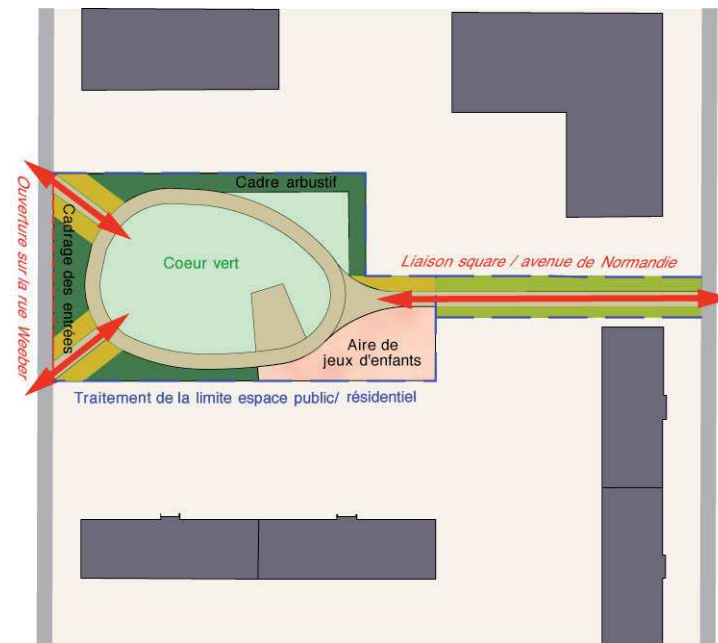 Cadre arbustif
Ouverture sur la rue Weeber
Cadrage des entrées
Coeur vert
Liaison square / avenue de Normandie
Aire de
jeux d'enfants
Traitement de la limite espace public/ résidentiel